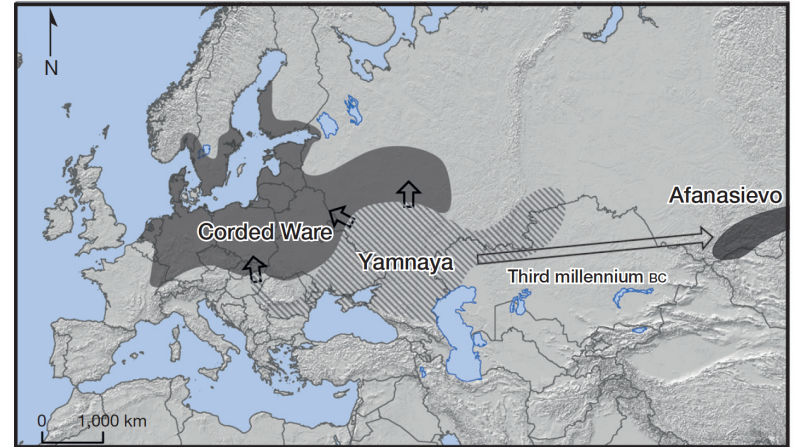 N
Afanasievo
Corded Ware
Yamnaya
Third millennium BC
0 1,000 km